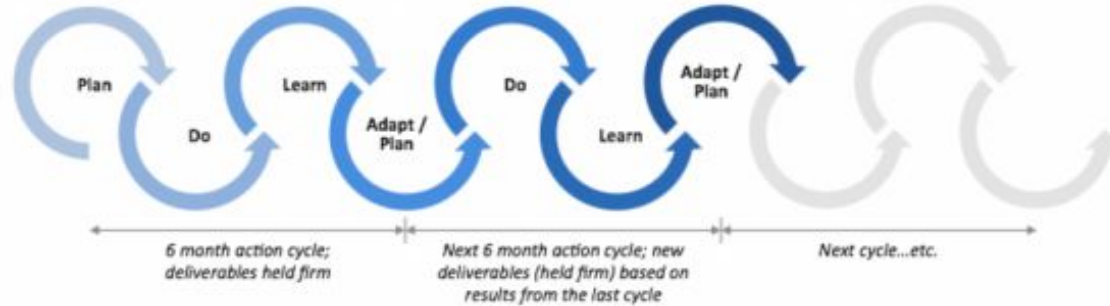 Plan
Do
Learn
Adapt /
Plan
Do
Learn
Adapt /
Plan
6 month action cycle;
deliverables held firm
Next 6 month action cycle; new
deliverables (held firm) based on
results from the last cycle
Next cycle...etc.